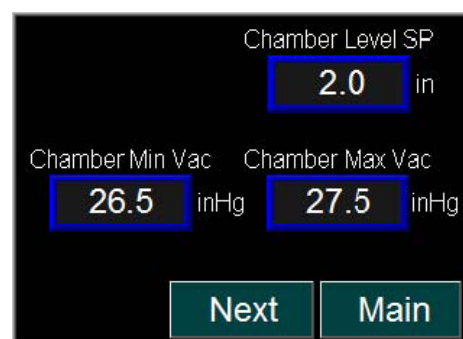 Chamber Level SP
2.0 in
Chamber Min Vac Chamber Max Vac
26.5 inHg 27.5 inHg
Next Main